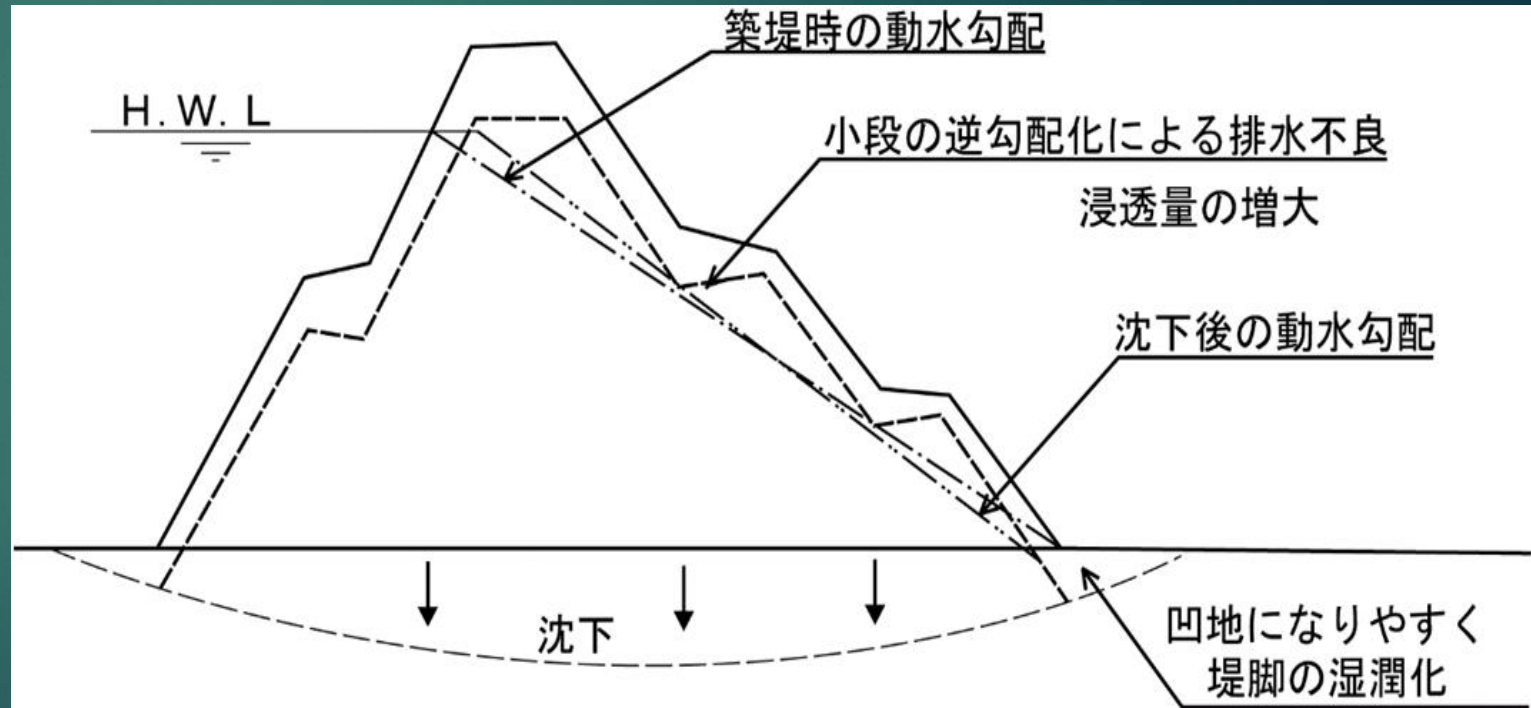 築堤時の動水勾配
H.W.L
小段の逆勾配化による排水不良
浸透量の増大
沈下後の動水勾配
沈下
凹地になりやすく
堤脚の湿潤化